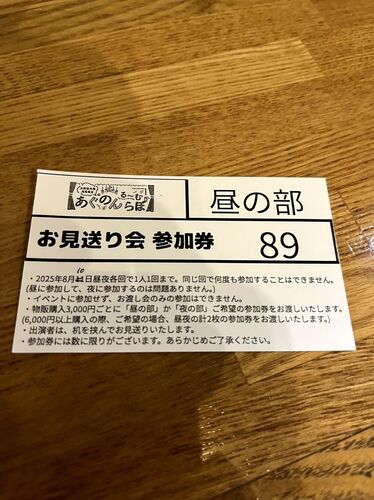 あぐのん る〜む らぼ
昼の部
お見送り会 参加券
89
10
・2025年8月11日昼夜各回で1人1回まで。同じ回で何度も参加することはできません。
(昼に参加して、夜に参加するのは問題ありません。)
・イベントに参加せず、お渡し会のみの参加はできません。
・物販購入3,000円ごとに「昼の部」か「夜の部」ご希望の参加券をお渡しいたします。
(6,000円以上購入の際、ご希望の場合、昼夜の計2枚の参加券をお渡しいたします。)
・出演者は、机を挟んでお見送りいたします。
・参加券には数に限りがございます。あらかじめご了承ください。